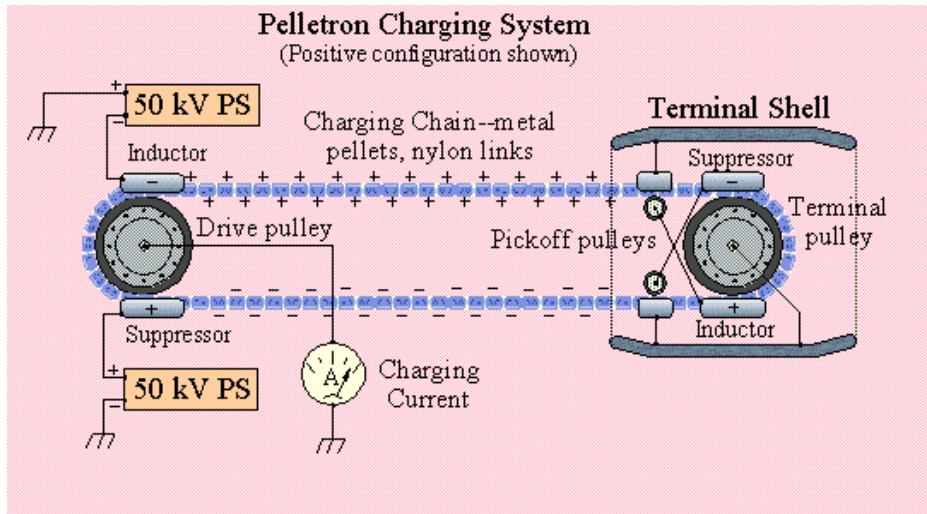 Pelletron Charging System
(Positive configuration shown)
+
50 kV PS
−
Terminal Shell
Charging Chain--metal
pellets, nylon links
Inductor
Suppressor
−
+ + + + + + + + +
−
+ + + + + + + + + +
Drive pulley
Pickoff pulleys
Terminal
pulley
− − − − − − − −
+
− − − − − − − − −
+
Suppressor
Inductor
+
50 kV PS
−
A
Charging
Current